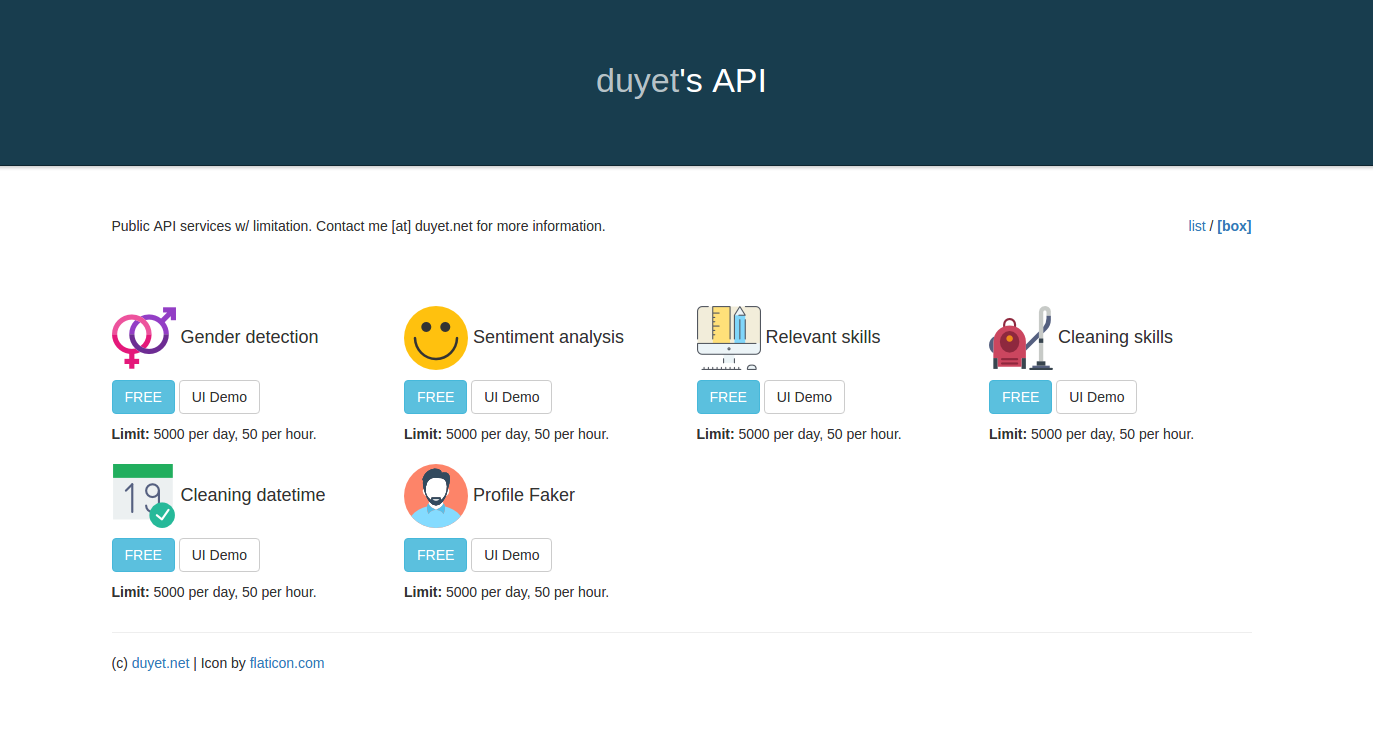 duyet's API
Public API services w/ limitation. Contact me [at] duyet.net for more information.
list / [box]
Gender detection
FREE UI Demo
Limit: 5000 per day, 50 per hour.
Sentiment analysis
FREE UI Demo
Limit: 5000 per day, 50 per hour.
Relevant skills
FREE UI Demo
Limit: 5000 per day, 50 per hour.
Cleaning skills
FREE UI Demo
Limit: 5000 per day, 50 per hour.
19
Cleaning datetime
FREE UI Demo
Limit: 5000 per day, 50 per hour.
Profile Faker
FREE UI Demo
Limit: 5000 per day, 50 per hour.
(c) duyet.net | Icon by flaticon.com